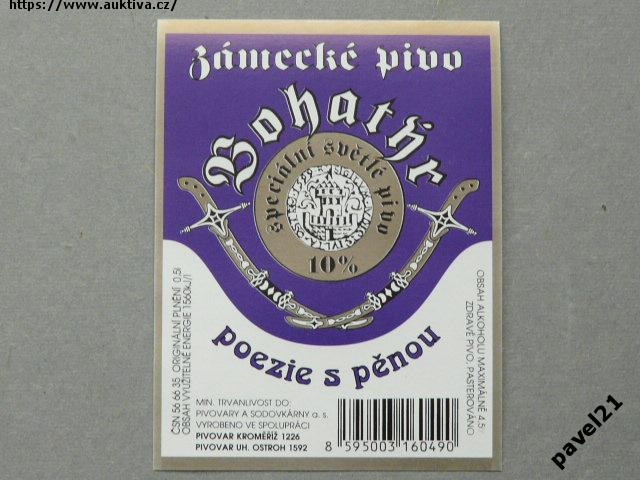 https://www.auktiva.cz/
Zámecké pivo
Bohatýr
speciální světlé pivo
10%
poezie s pěnou
ČSN 56 66 35 ORIGINÁLNÍ PLNĚNÍ 0,5l
OBSAH VYUŽITELNÉ ENERGIE 1560kJ/l
OBSAH ALKOHOLU MAXIMÁLNĚ 4,5%
ZDRAVÉ PIVO, PASTEROVÁNO
MIN. TRVANLIVOST DO:
PIVOVARY A SODOVKÁRNY a. s.
VYROBENO VE SPOLUPRÁCI
PIVOVAR KROMĚŘÍŽ 1226
PIVOVAR UH. OSTROH 1592
8 595003 160490
pavel21